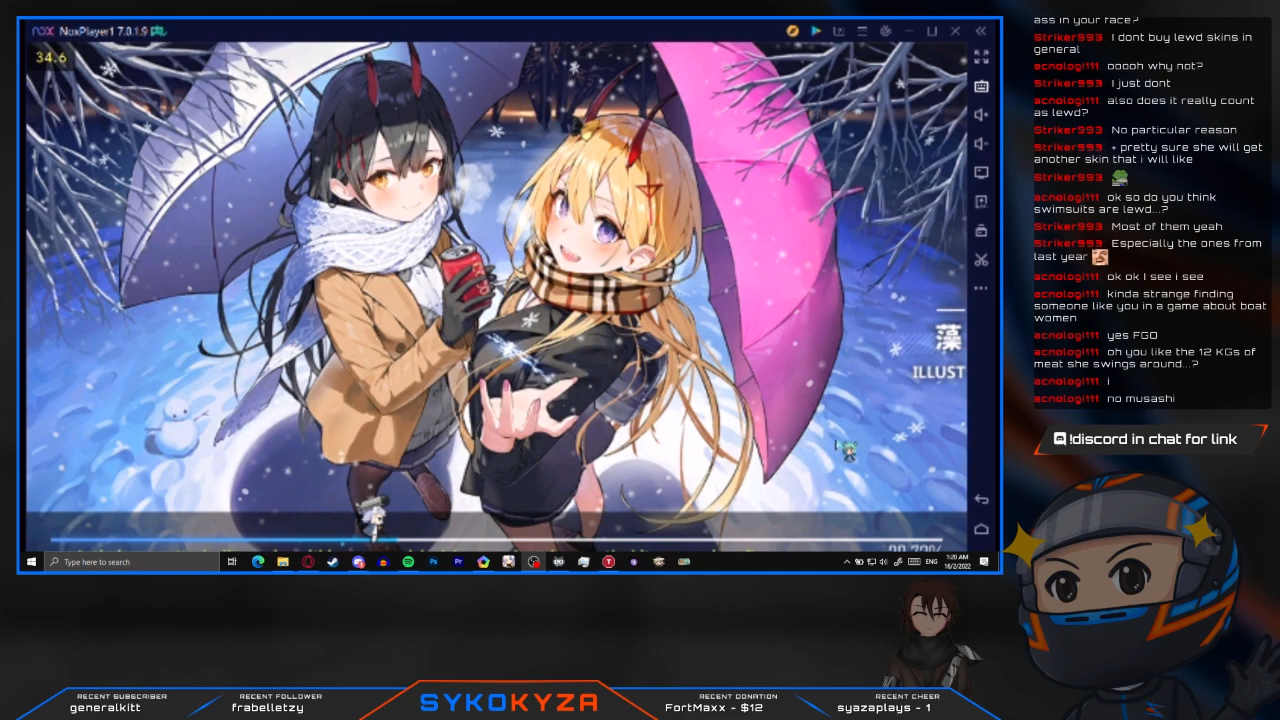 NOX NoxPlayer1 7.0.1.9
34.6
藻
ILLUST
Type here to search
ENG
1:20 AM
16/2/2022
ass in your face?
Striker993 I dont buy lewd skins in
general
acnologi111 ooooh why not?
Striker993 I just dont
acnologi111 also does it really count
as lewd?
Striker993 No particular reason
Striker993 + pretty sure she will get
another skin that i will like
Striker993
acnologi111 ok so do you think
swimsuits are lewd...?
Striker993 Most of them yeah
Striker993 Especially the ones from
last year
acnologi111 ok ok I see i see
acnologi111 kinda strange finding
someone like you in a game about boat
women
acnologi111 yes FGO
acnologi111 oh you like the 12 KGs of
meat she swings around...?
acnologi111 i
acnologi111 no musashi
!discord in chat for link
RECENT SUBSCRIBER
generalkitt
RECENT FOLLOWER
frabelletzy
SYKOKYZA
RECENT DONATION
FortMaxx - $12
RECENT CHEER
syazaplays - 1